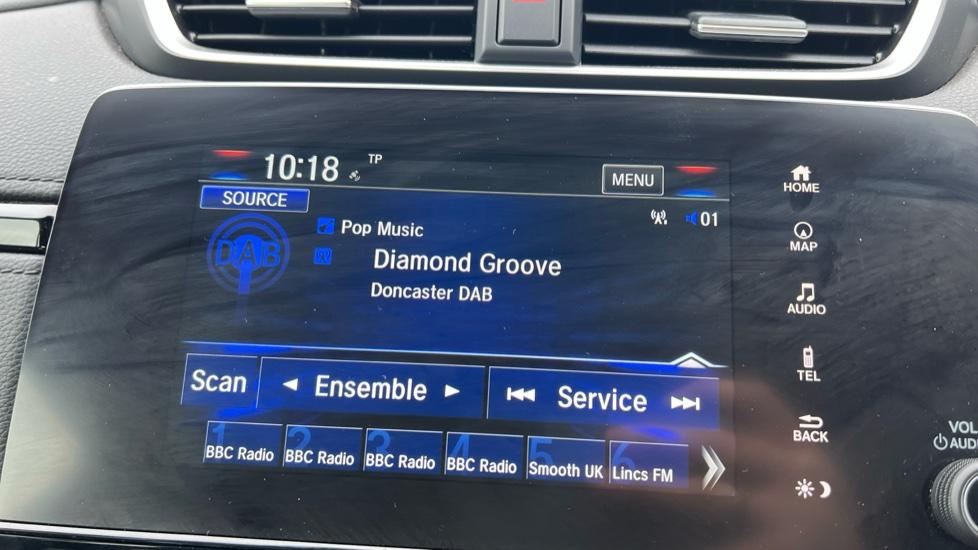 10:18 TP
MENU
SOURCE
01
DAB
Pop Music
Diamond Groove
Doncaster DAB
Scan
Ensemble
Service
1 BBC Radio
2 BBC Radio
3 BBC Radio
4 BBC Radio
5 Smooth UK
6 Lincs FM
HOME
MAP
AUDIO
TEL
BACK
VOL
AUD